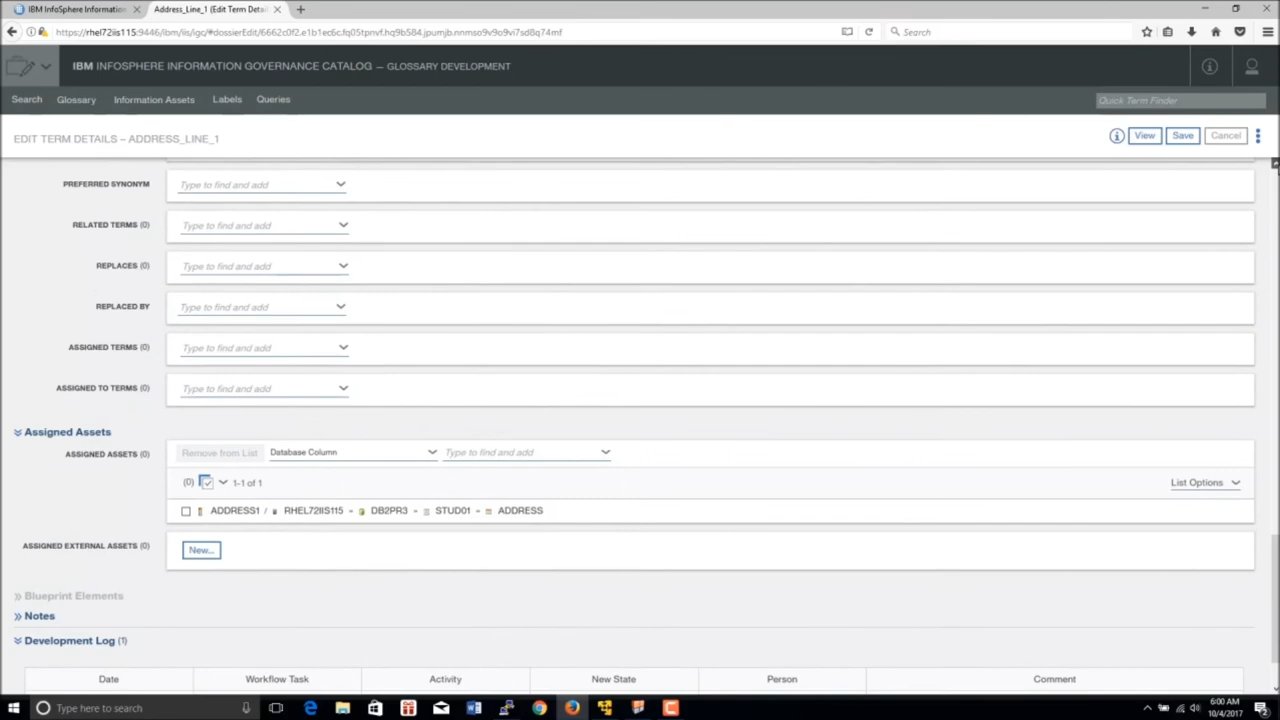 IBM InfoSphere Information
Address_Line_1 (Edit Term Detai
https://rhel72iis115:9446/ibm/iis/igc/#dossierEdit/6662c0f2.e1b1ed6c.fq05tpnvf.hq9b584.jpumjb.nnmso9v9o9vi7sd8q74mf
Search
IBM INFOSPHERE INFORMATION GOVERNANCE CATALOG — GLOSSARY DEVELOPMENT
Search Glossary Information Assets Labels Queries
Quick Term Finder
EDIT TERM DETAILS – ADDRESS_LINE_1
View Save Cancel
PREFERRED SYNONYM Type to find and add
RELATED TERMS (0) Type to find and add
REPLACES (0) Type to find and add
REPLACED BY Type to find and add
ASSIGNED TERMS (0) Type to find and add
ASSIGNED TO TERMS (0) Type to find and add
Assigned Assets
ASSIGNED ASSETS (0) Remove from List Database Column Type to find and add
(0) 1-1 of 1 List Options
ADDRESS1 / RHEL72IIS115 DB2PR3 STUD01 ADDRESS
ASSIGNED EXTERNAL ASSETS (0) New...
Blueprint Elements
Notes
Development Log (1)
Date Workflow Task Activity New State Person Comment
Type here to search
6:00 AM
10/4/2017
2